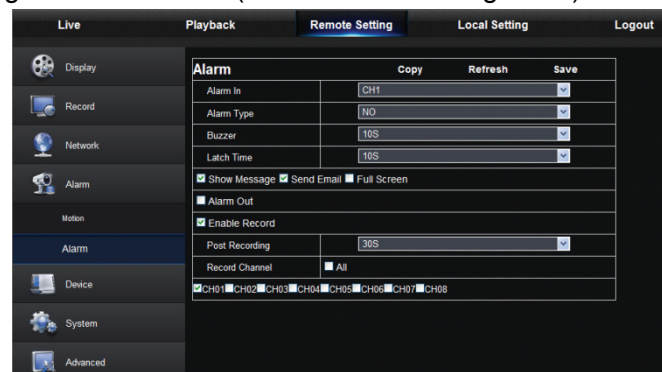 Live Playback Remote Setting Local Setting Logout
Display
Record
Network
Alarm
Motion
Alarm
Device
System
Advanced
Alarm Copy Refresh Save
Alarm In CH1
Alarm Type NO
Buzzer 10S
Latch Time 10S
Show Message Send Email Full Screen
Alarm Out
Enable Record
Post Recording 30S
Record Channel All
CH01 CH02 CH03 CH04 CH05 CH06 CH07 CH08